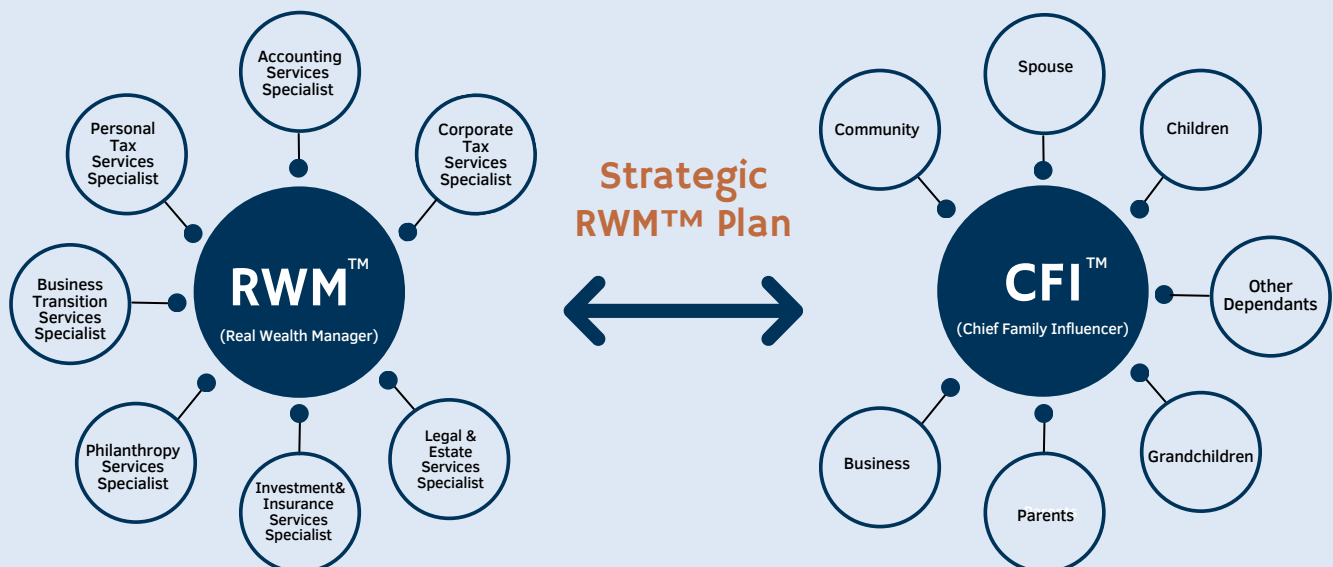 Accounting
Services
Specialist
Personal
Tax
Services
Specialist
Corporate
Tax
Services
Specialist
Business
Transition
Services
Specialist
RWM™
(Real Wealth Manager)
Philanthropy
Services
Specialist
Investment&
Insurance
Services
Specialist
Legal &
Estate
Services
Specialist
Strategic
RWM™ Plan
Spouse
Community
Children
CFI™
(Chief Family Influencer)
Other
Dependants
Business
Parents
Grandchildren